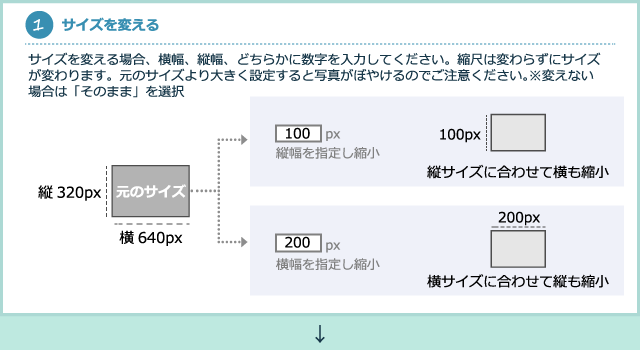 1 サイズを変える
サイズを変える場合、横幅、縦幅、どちらかに数字を入力してください。縮尺は変わらずにサイズ
が変わります。元のサイズより大きく設定すると写真がぼやけるのでご注意ください。※変えない
場合は「そのまま」を選択
100 px
縦幅を指定し縮小
100px
縦サイズに合わせて横も縮小
縦 320px
元のサイズ
横 640px
200 px
横幅を指定し縮小
200px
横サイズに合わせて縦も縮小
↓